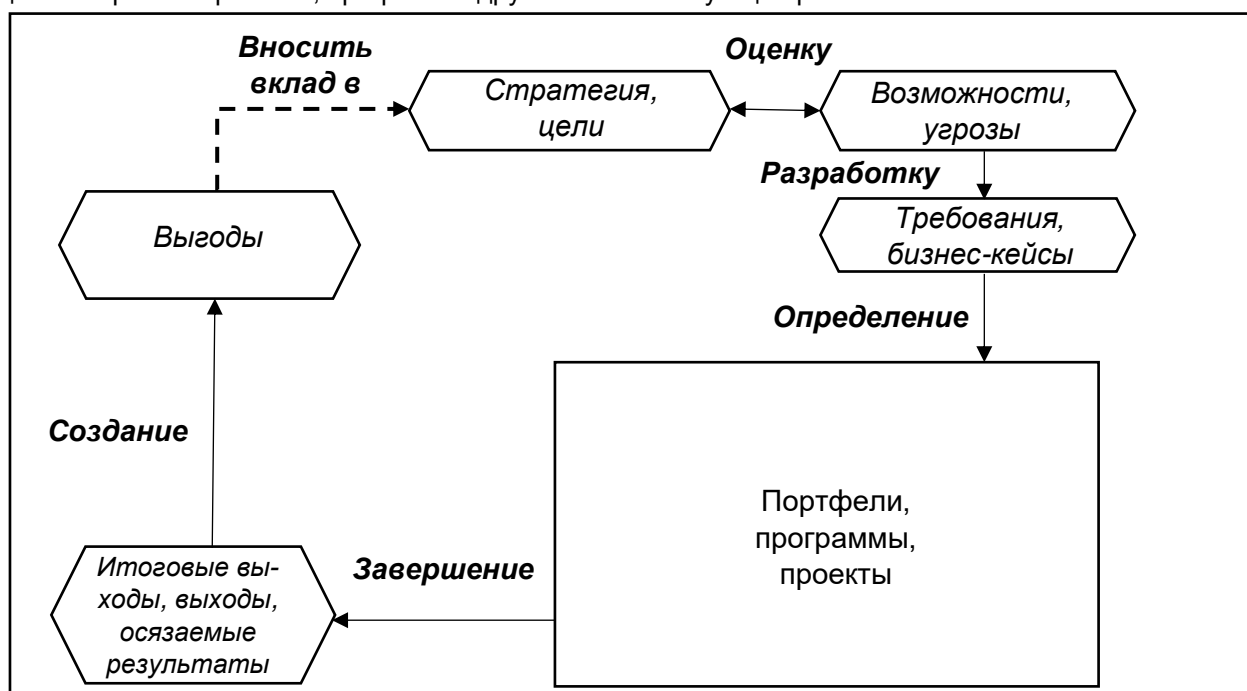 Вносить
вклад в
Оценку
Стратегия,
цели
Возможности,
угрозы
Разработку
Выгоды
Требования,
бизнес-кейсы
Определение
Создание
Портфели,
программы,
проекты
Завершение
Итоговые вы-
ходы, выходы,
осязаемые
результаты